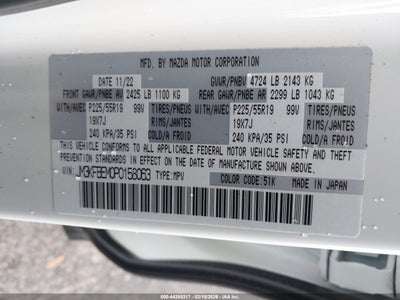 MFD. BY MAZDA MOTOR CORPORATION
DATE 11/22 GVWR/PNBV 4724 LB 2143 KG
FRONT GAWR/PNBE AV 2425 LB 1100 KG REAR GAWR/PNBE AR 2299 LB 1043 KG
WITH/AVEC P225/55R19 99V TIRES/PNEUS WITH/AVEC P225/55R19 99V TIRES/PNEUS
19X7J RIMS/JANTES 19X7J RIMS/JANTES
240 KPA/35 PSI COLD/A FROID 240 KPA/35 PSI COLD/A FROID
THIS VEHICLE CONFORMS TO ALL APPLICABLE FEDERAL MOTOR VEHICLE SAFETY, BUMPER, AND THEFT
PREVENTION STANDARDS IN EFFECT ON THE DATE OF MANUFACTURE SHOWN ABOVE.
VIN: JM3KFBEM0P0158063 TYPE: MPV
COLOR CODE: 51K MADE IN JAPAN